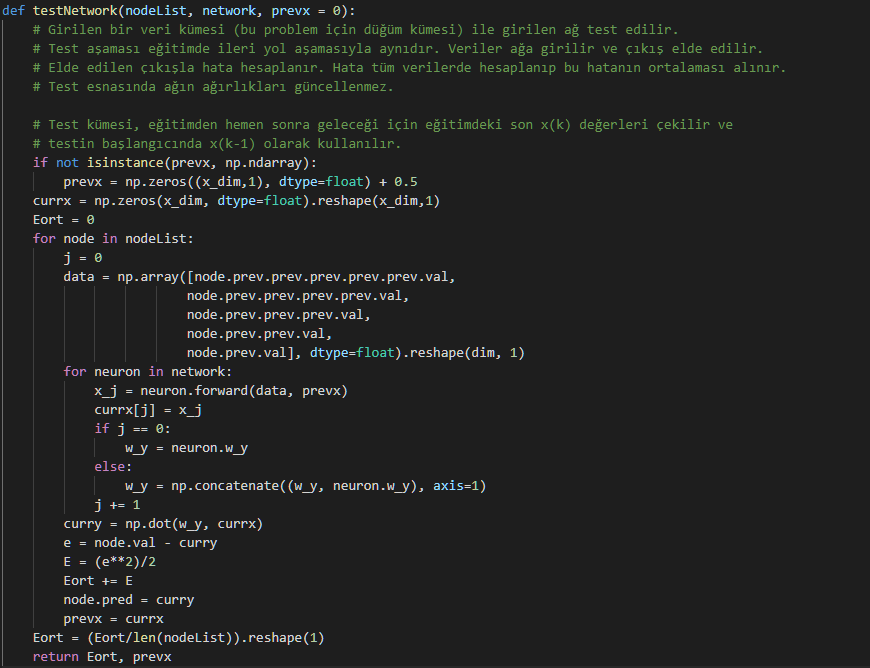 def testNetwork(nodeList, network, prevx = 0):
    # Girilen bir veri kümesi (bu problem için düğüm kümesi) ile girilen ağ test edilir.
    # Test aşaması eğitimde ileri yol aşamasıyla aynıdır. Veriler ağa girilir ve çıkış elde edilir.
    # Elde edilen çıkışla hata hesaplanır. Hata tüm verilerde hesaplanıp bu hatanın ortalaması alınır.
    # Test esnasında ağın ağırlıkları güncellenmez.

    # Test kümesi, eğitimden hemen sonra geleceği için eğitimdeki son x(k) değerleri çekilir ve
    # testin başlangıcında x(k-1) olarak kullanılır.
    if not isinstance(prevx, np.ndarray):
        prevx = np.zeros((x_dim,1), dtype=float) + 0.5
    currx = np.zeros(x_dim, dtype=float).reshape(x_dim,1)
    Eort = 0
    for node in nodeList:
        j = 0
        data = np.array([node.prev.prev.prev.prev.prev.val,
                        node.prev.prev.prev.prev.val,
                        node.prev.prev.prev.val,
                        node.prev.prev.val,
                        node.prev.val], dtype=float).reshape(dim, 1)
        for neuron in network:
            x_j = neuron.forward(data, prevx)
            currx[j] = x_j
            if j == 0:
                w_y = neuron.w_y
            else:
                w_y = np.concatenate((w_y, neuron.w_y), axis=1)
            j += 1
        curry = np.dot(w_y, currx)
        e = node.val - curry
        E = (e**2)/2
        Eort += E
        node.pred = curry
        prevx = currx
    Eort = (Eort/len(nodeList)).reshape(1)
    return Eort, prevx